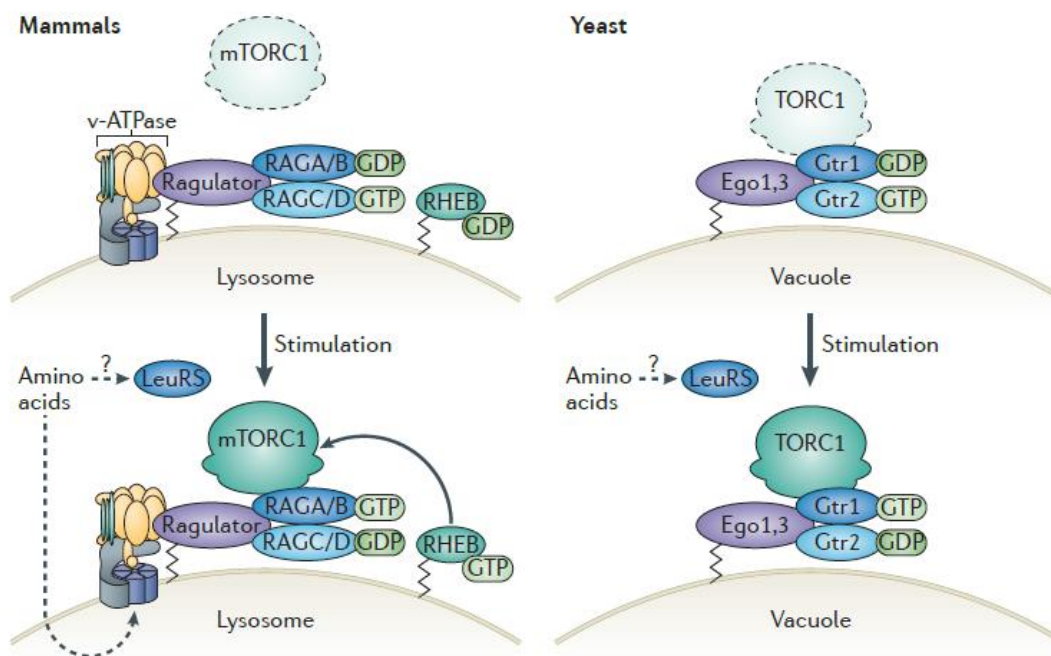 Mammals
mTORC1
v-ATPase
Ragulator
RAGA/B
GDP
RAGC/D
GTP
RHEB
GDP
Lysosome
Stimulation
Amino
acids
?
LeuRS
mTORC1
Ragulator
RAGA/B
GTP
RAGC/D
GDP
RHEB
GTP
Lysosome
Yeast
TORC1
Ego1,3
Gtr1
GDP
Gtr2
GTP
Vacuole
Stimulation
Amino
acids
?
LeuRS
TORC1
Ego1,3
Gtr1
GTP
Gtr2
GDP
Vacuole